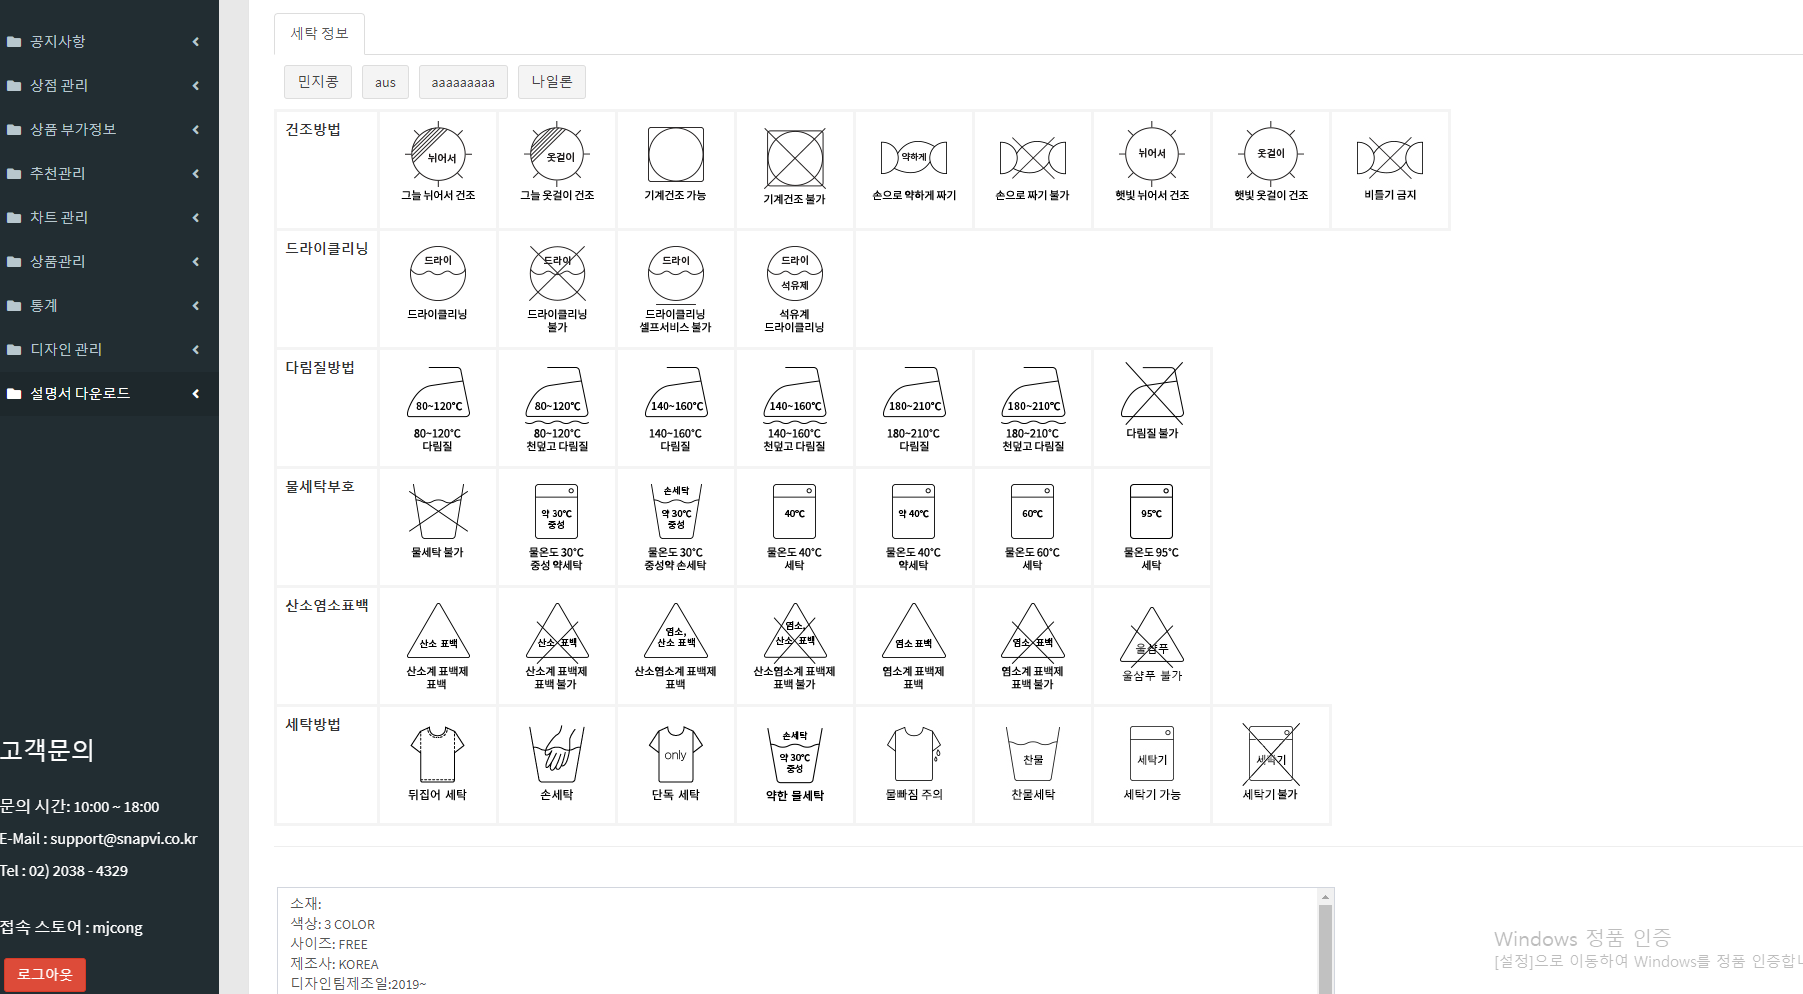 공지사항
상점 관리
상품 부가정보
추천관리
차트 관리
상품관리
통계
디자인 관리
설명서 다운로드
고객문의
문의 시간: 10:00 ~ 18:00
E-Mail : support@snapvi.co.kr
Tel : 02) 2038 - 4329
접속 스토어 : mjcong
로그아웃
세탁 정보
민지콩 aus aaaaaaaaa 나일론
건조방법
뉘어서 옷걸이 약하게 뉘어서 옷걸이
그늘 뉘어서 건조 그늘 옷걸이 건조 기계건조 가능 기계건조 불가 손으로 약하게 짜기 손으로 짜기 불가 햇빛 뉘어서 건조 햇빛 옷걸이 건조 비틀기 금지
드라이클리닝
드라이 드라이 드라이 드라이
석유제
드라이클리닝 드라이클리닝 드라이클리닝 석유계
불가 셀프서비스 불가 드라이클리닝
다림질방법
80~120℃ 80~120℃ 140~160℃ 140~160℃ 180~210℃ 180~210℃
80~120℃ 80~120℃ 140~160℃ 140~160℃ 180~210℃ 180~210℃ 다림질 불가
다림질 천덮고 다림질 다림질 천덮고 다림질 다림질 천덮고 다림질
물세탁부호
손세탁
약 30℃ 약 30℃ 40℃ 약 40℃ 60℃ 95℃
중성 중성
물세탁 불가 물온도 30℃ 물온도 30℃ 물온도 40℃ 물온도 40℃ 물온도 60℃ 물온도 95℃
중성 약세탁 중성약 손세탁 세탁 약세탁 세탁 세탁
산소염소표백
염소, 염소,
산소 표백 산소 표백 산소 표백 산소 표백 염소 표백 염소 표백 울샴푸
산소계 표백제 산소계 표백제 산소염소계 표백제 산소염소계 표백제 염소계 표백제 염소계 표백제 울샴푸 불가
표백 표백 불가 표백 표백 불가 표백 표백 불가
세탁방법
손세탁
only 약 30℃ 찬물 세탁기 세탁기
중성
뒤집어 세탁 손세탁 단독 세탁 약한 물세탁 물빠짐 주의 찬물세탁 세탁기 가능 세탁기 불가
소재:
색상: 3 COLOR
사이즈: FREE
제조사: KOREA
디자인팀제조일:2019~
Windows 정품 인증
[설정]으로 이동하여 Windows를 정품 인증합니